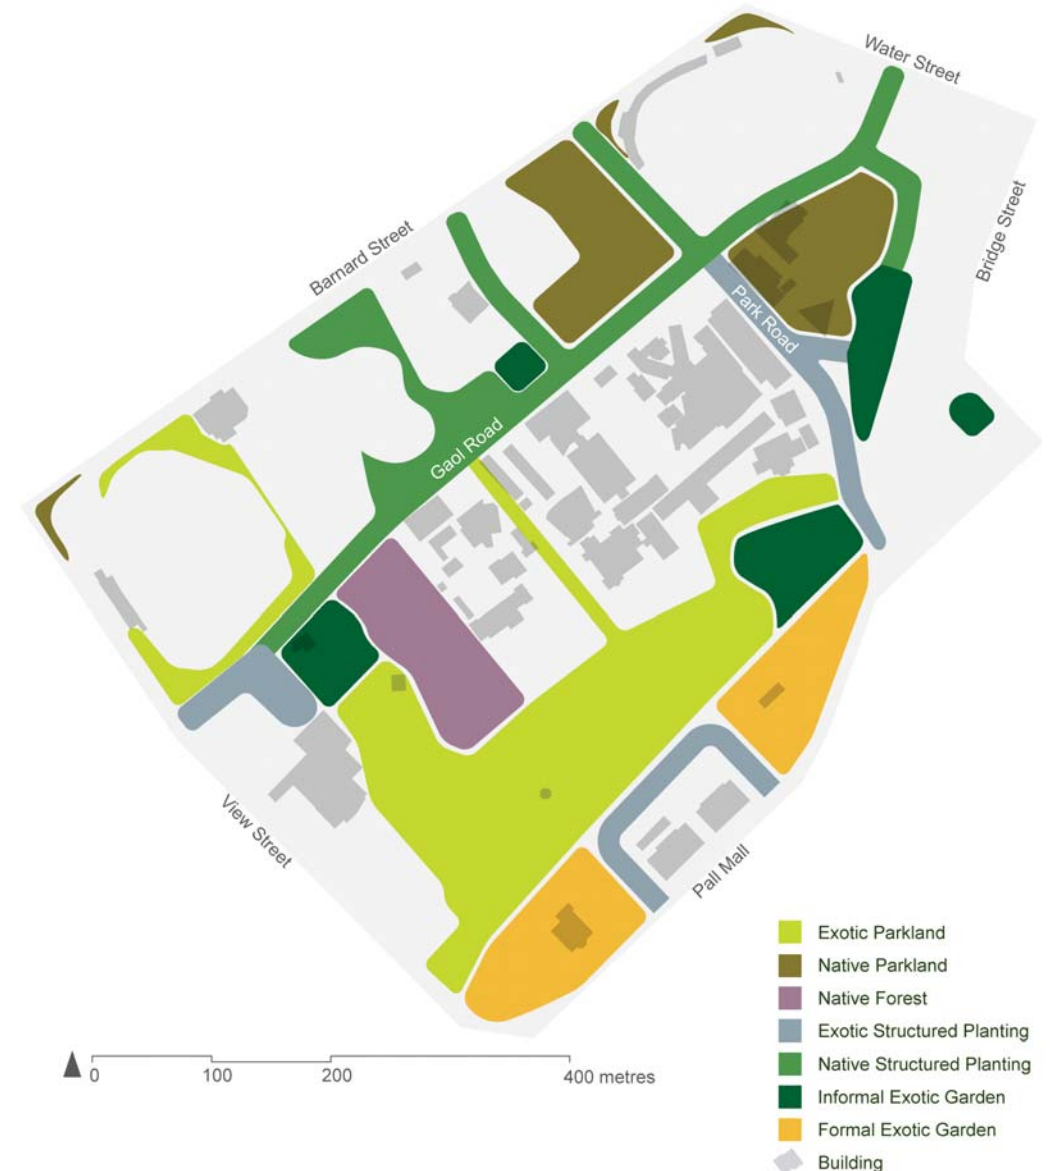 Water Street
Bridge Street
Barnard Street
Park Road
Gaol Road
View Street
Pall Mall
Exotic Parkland
Native Parkland
Native Forest
Exotic Structured Planting
Native Structured Planting
Informal Exotic Garden
Formal Exotic Garden
Building
0 100 200 400 metres